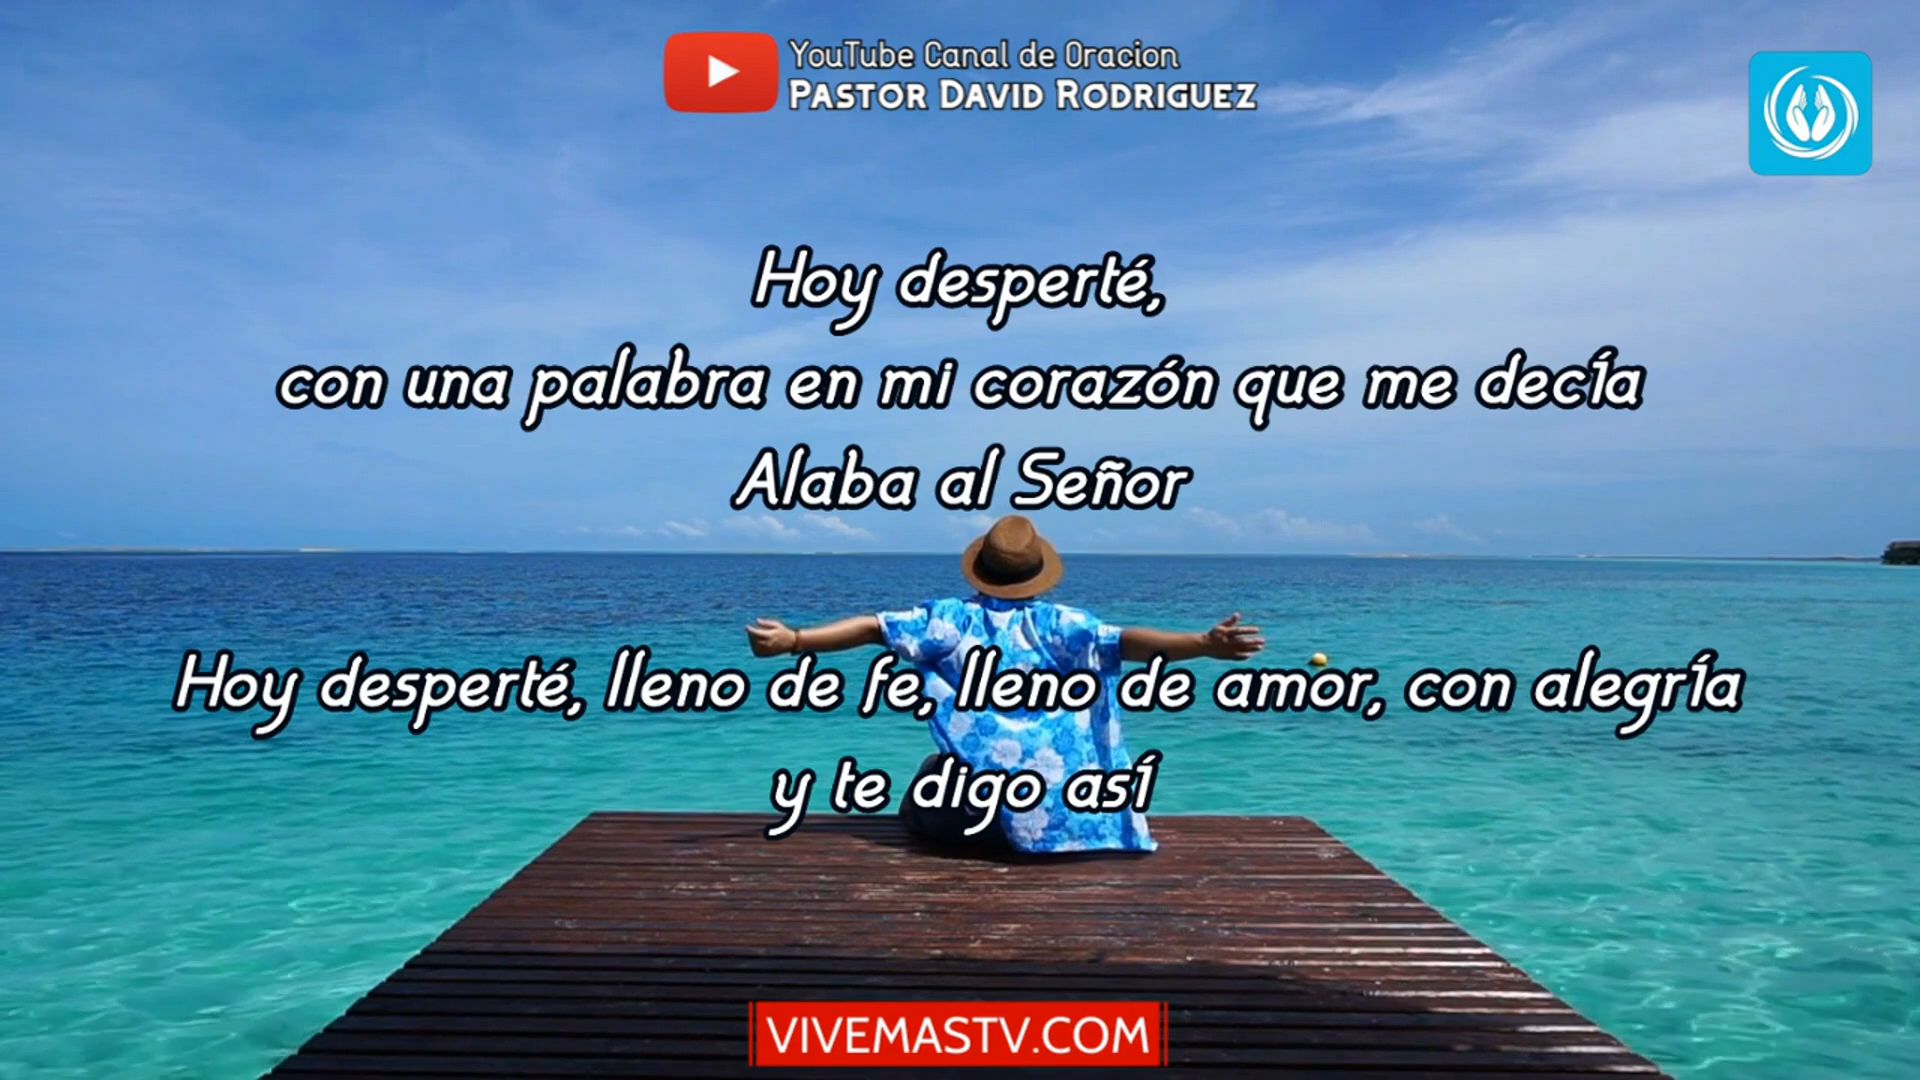 YouTube Canal de Oracion
PASTOR DAVID RODRIGUEZ
Hoy desperté,
con una palabra en mi corazón que me decía
Alaba al Señor
Hoy desperté, lleno de fe, lleno de amor, con alegría
y te digo así
VIVEMASTV.COM